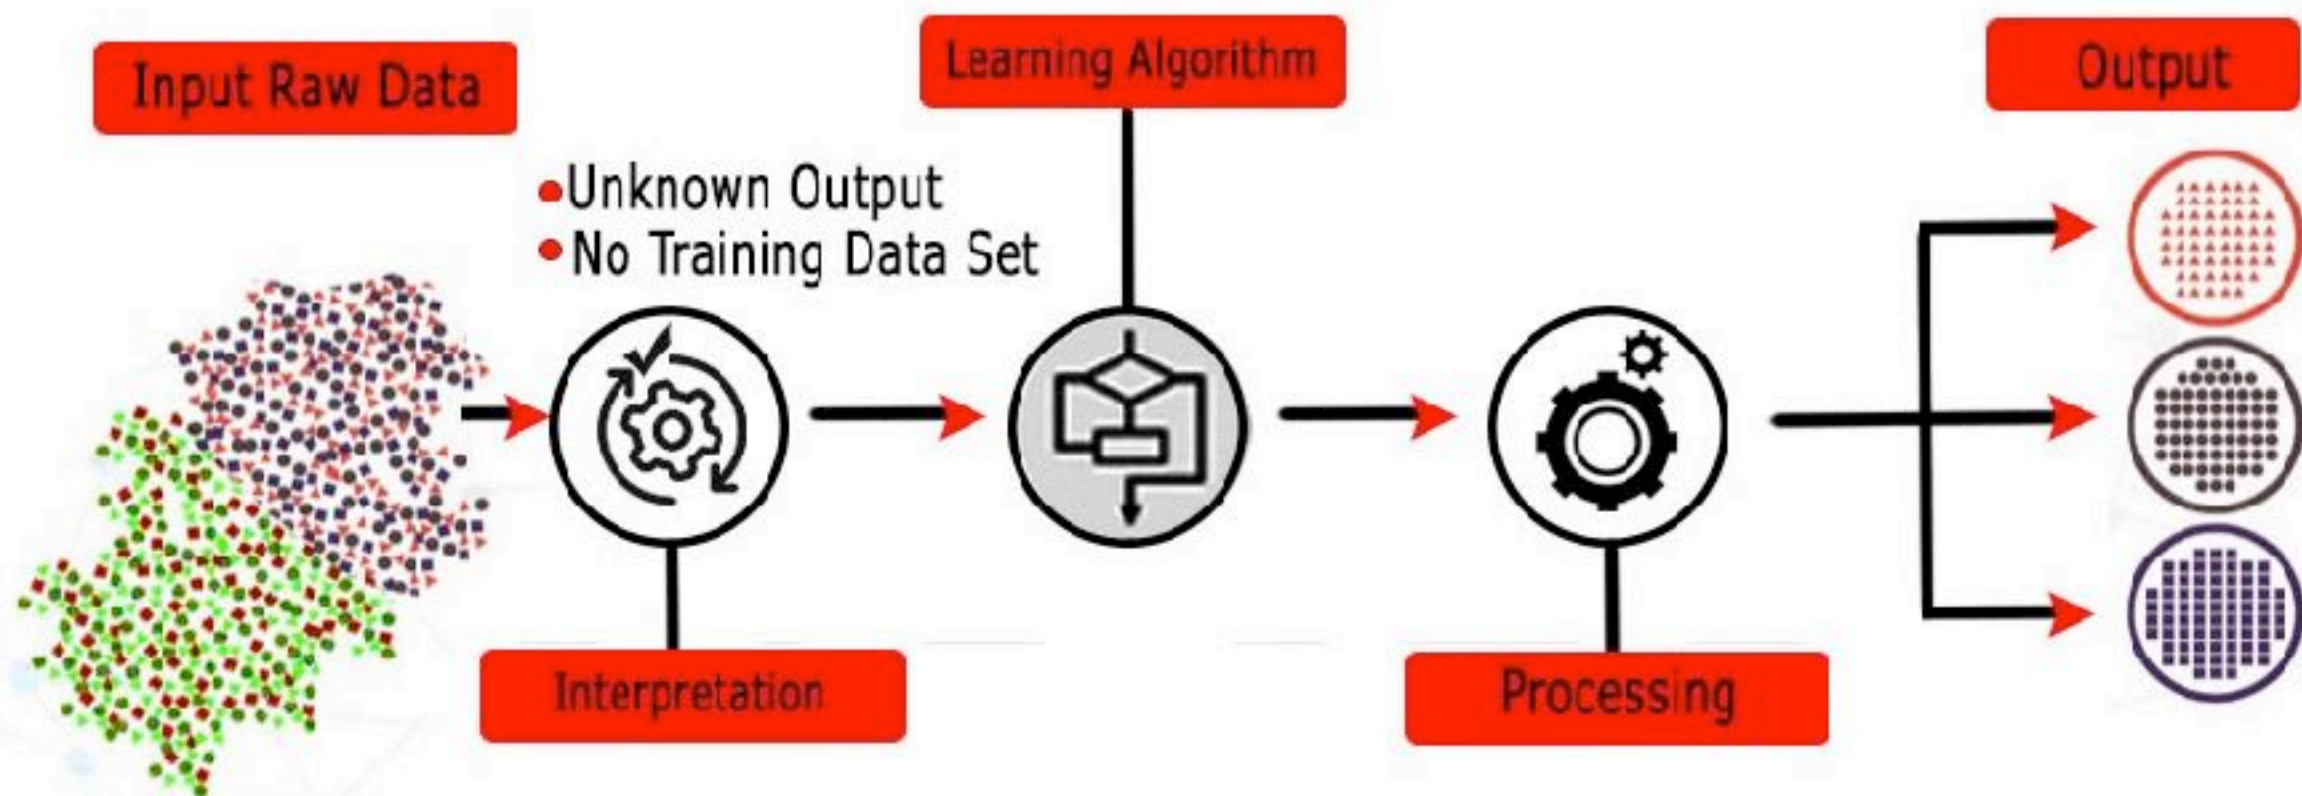 Input Raw Data
Learning Algorithm
Output
Unknown Output
No Training Data Set
Interpretation
Processing